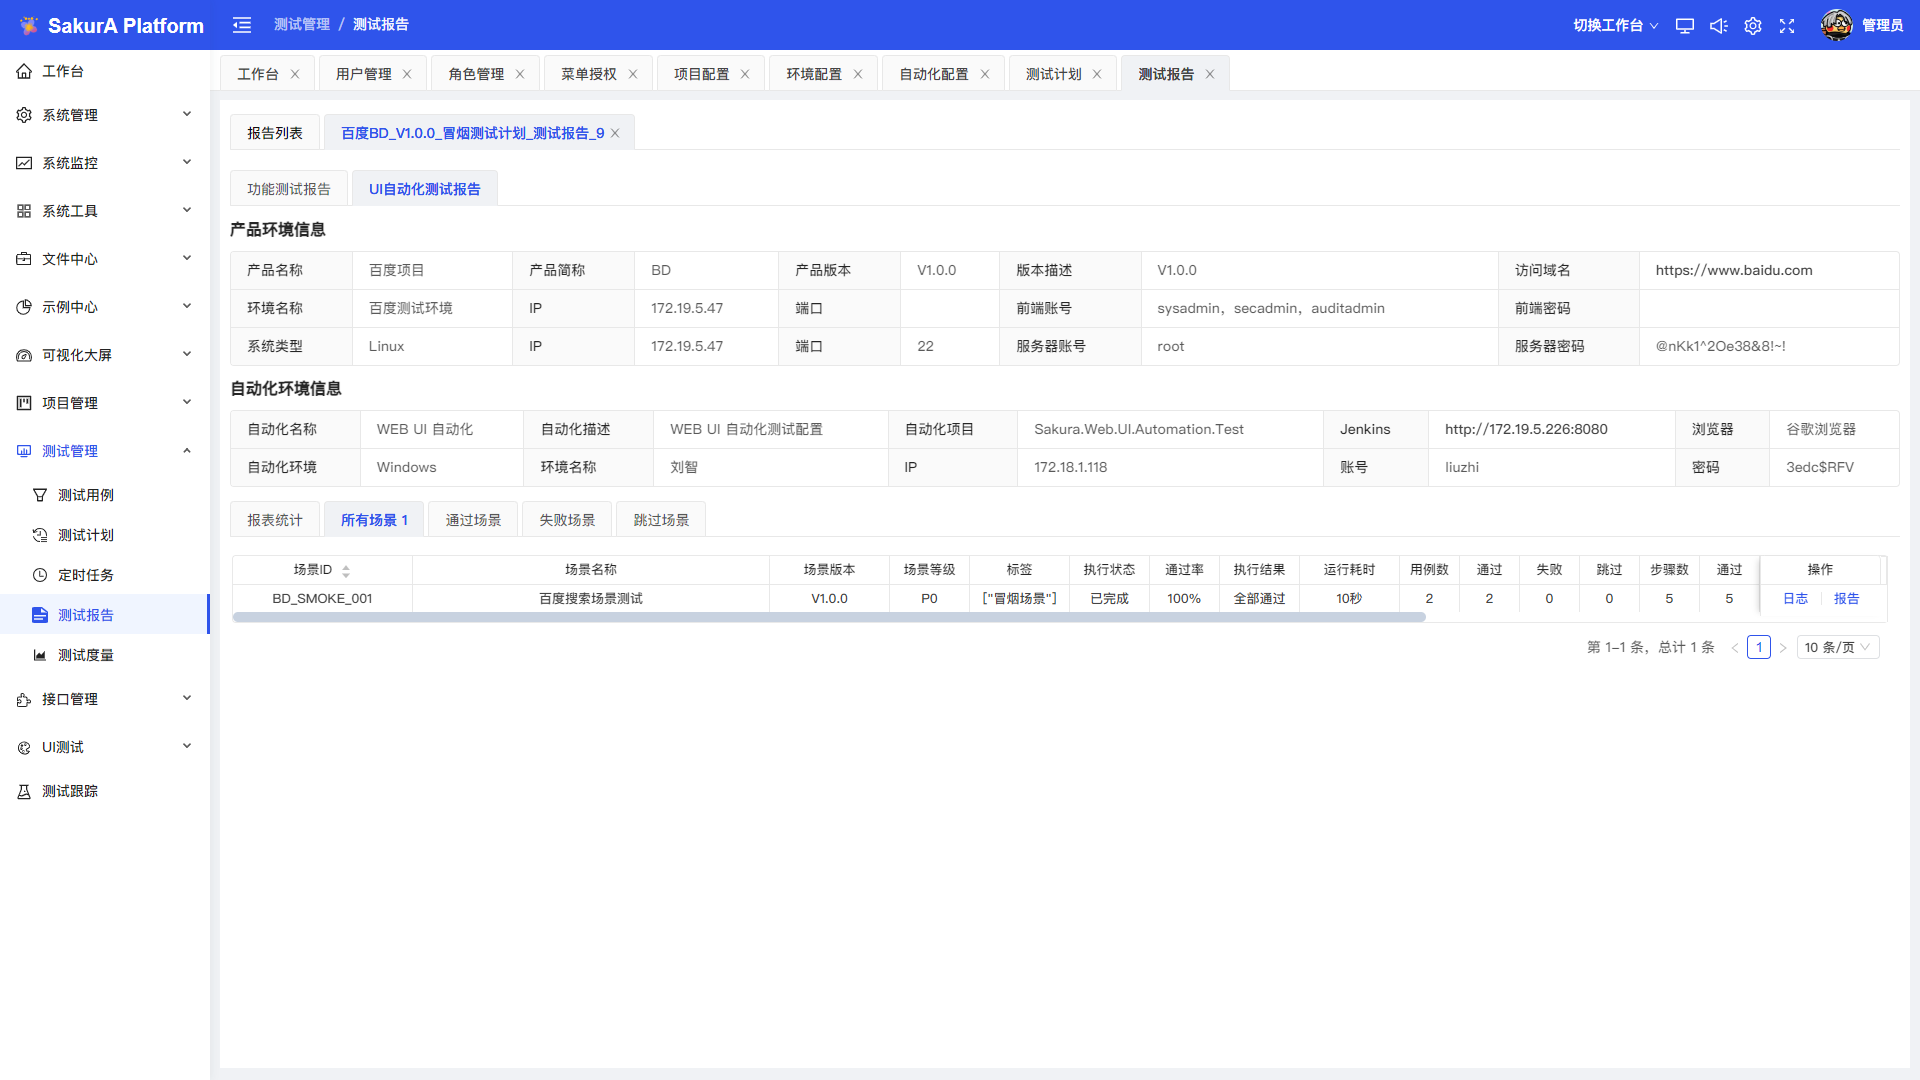 SakurA Platform
测试管理 / 测试报告
切换工作台
管理员
工作台
系统管理
系统监控
系统工具
文件中心
示例中心
可视化大屏
项目管理
测试管理
测试用例
测试计划
定时任务
测试报告
测试度量
接口管理
UI测试
测试跟踪
工作台 用户管理 角色管理 菜单授权 项目配置 环境配置 自动化配置 测试计划 测试报告
报告列表 百度BD_V1.0.0_冒烟测试计划_测试报告_9
功能测试报告 UI自动化测试报告
产品环境信息
产品名称 百度项目 产品简称 BD 产品版本 V1.0.0 版本描述 V1.0.0 访问域名 https://www.baidu.com
环境名称 百度测试环境 IP 172.19.5.47 端口 前端账号 sysadmin，secadmin，auditadmin 前端密码
系统类型 Linux IP 172.19.5.47 端口 22 服务器账号 root 服务器密码 @nKk1^2Oe38&8!~!
自动化环境信息
自动化名称 WEB UI 自动化 自动化描述 WEB UI 自动化测试配置 自动化项目 Sakura.Web.UI.Automation.Test Jenkins http://172.19.5.226:8080 浏览器 谷歌浏览器
自动化环境 Windows 环境名称 刘智 IP 172.18.1.118 账号 liuzhi 密码 3edc$RFV
报表统计 所有场景 1 通过场景 失败场景 跳过场景
场景ID 场景名称 场景版本 场景等级 标签 执行状态 通过率 执行结果 运行耗时 用例数 通过 失败 跳过 步骤数 通过 操作
BD_SMOKE_001 百度搜索场景测试 V1.0.0 P0 ["冒烟场景"] 已完成 100% 全部通过 10秒 2 2 0 0 5 5 日志 报告
第 1-1 条，总计 1 条 < 1 > 10 条/页